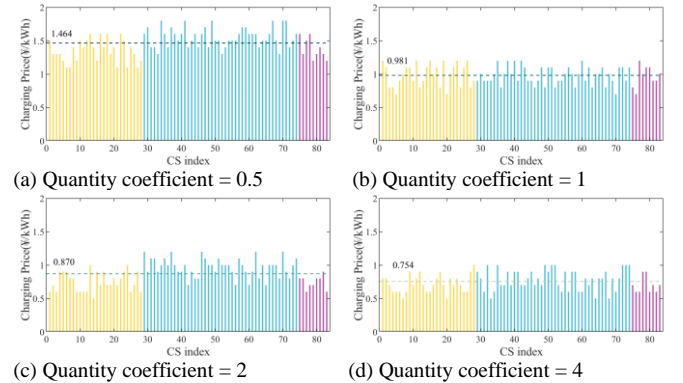 Charging Price(¥/kWh)
2
1.5
1
0.5
0
1.464
0 10 20 30 40 50 60 70 80
CS index
(a) Quantity coefficient = 0.5
Charging Price(¥/kWh)
2
1.5
1
0.5
0
0.981
0 10 20 30 40 50 60 70 80
CS index
(b) Quantity coefficient = 1
Charging Price(¥/kWh)
2
1.5
1
0.5
0
0.870
0 10 20 30 40 50 60 70 80
CS index
(c) Quantity coefficient = 2
Charging Price(¥/kWh)
2
1.5
1
0.5
0
0.754
0 10 20 30 40 50 60 70 80
CS index
(d) Quantity coefficient = 4